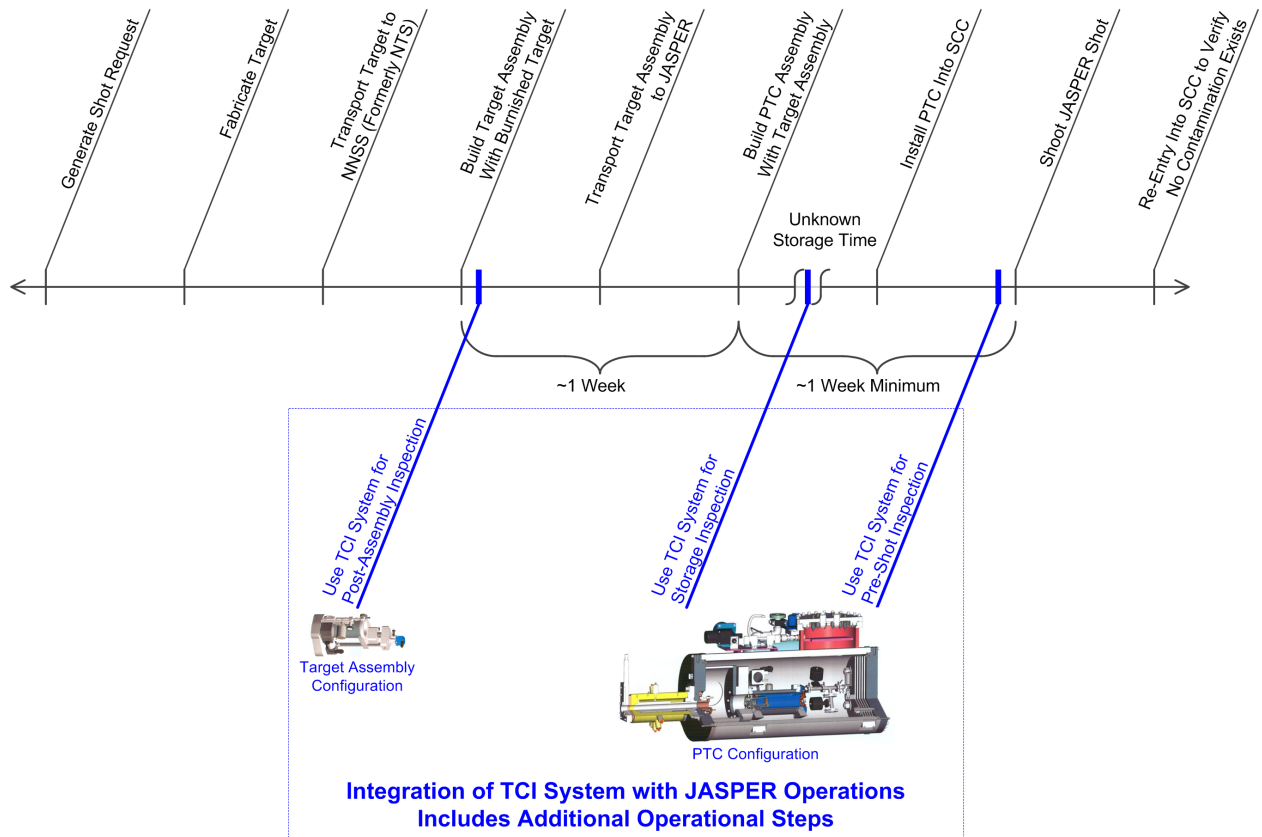 Generate Shot Request
Fabricate Target
Transport Target to
NNSS (Formerly NTS)
Build Target Assembly
With Burnished Target
Transport Target Assembly
to JASPER
Build PTC Assembly
With Target Assembly
Install PTC Into SCC
Shoot JASPER Shot
Re-Entry Into SCC to Verify
No Contamination Exists
Unknown
Storage Time
~1 Week
~1 Week Minimum
Use TCI System for
Post-Assembly Inspection
Use TCI System for
Storage Inspection
Use TCI System for
Pre-Shot Inspection
Target Assembly
Configuration
PTC Configuration
Integration of TCI System with JASPER Operations
Includes Additional Operational Steps